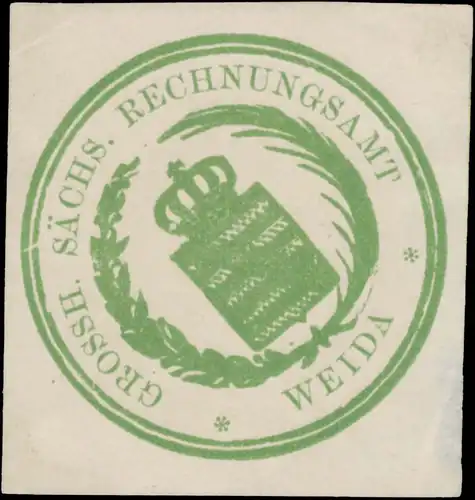 GROSSH. SÄCHS. RECHNUNGSAMT
* WEIDA *